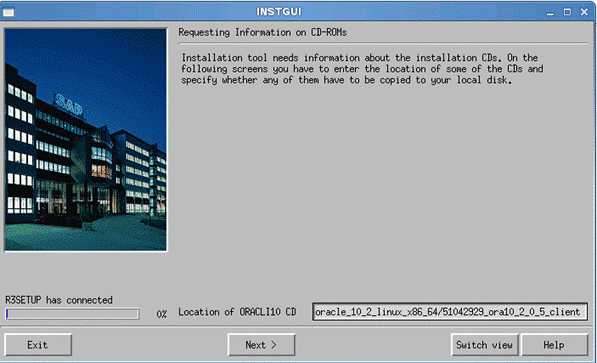 INSTGUI
Requesting Information on CD-ROMs
Installation tool needs information about the installation CDs. On the
following screens you have to enter the location of some of the CDs and
specify whether any of them have to be copied to your local disk.
SAP
R3SETUP has connected
0%
Location of ORACLI10 CD
oracle_10_2_linux_x86_64/51042929_ora10_2_0_5_client
Exit
Next >
Switch view
Help